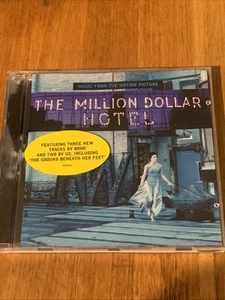 MUSIC FROM THE MOTION PICTURE
THE MILLION DOLLAR
HOTEL
FEATURING THREE NEW
TRACKS BY BONO
AND TWO BY U2, INCLUDING
'THE GROUND BENEATH HER FEET'